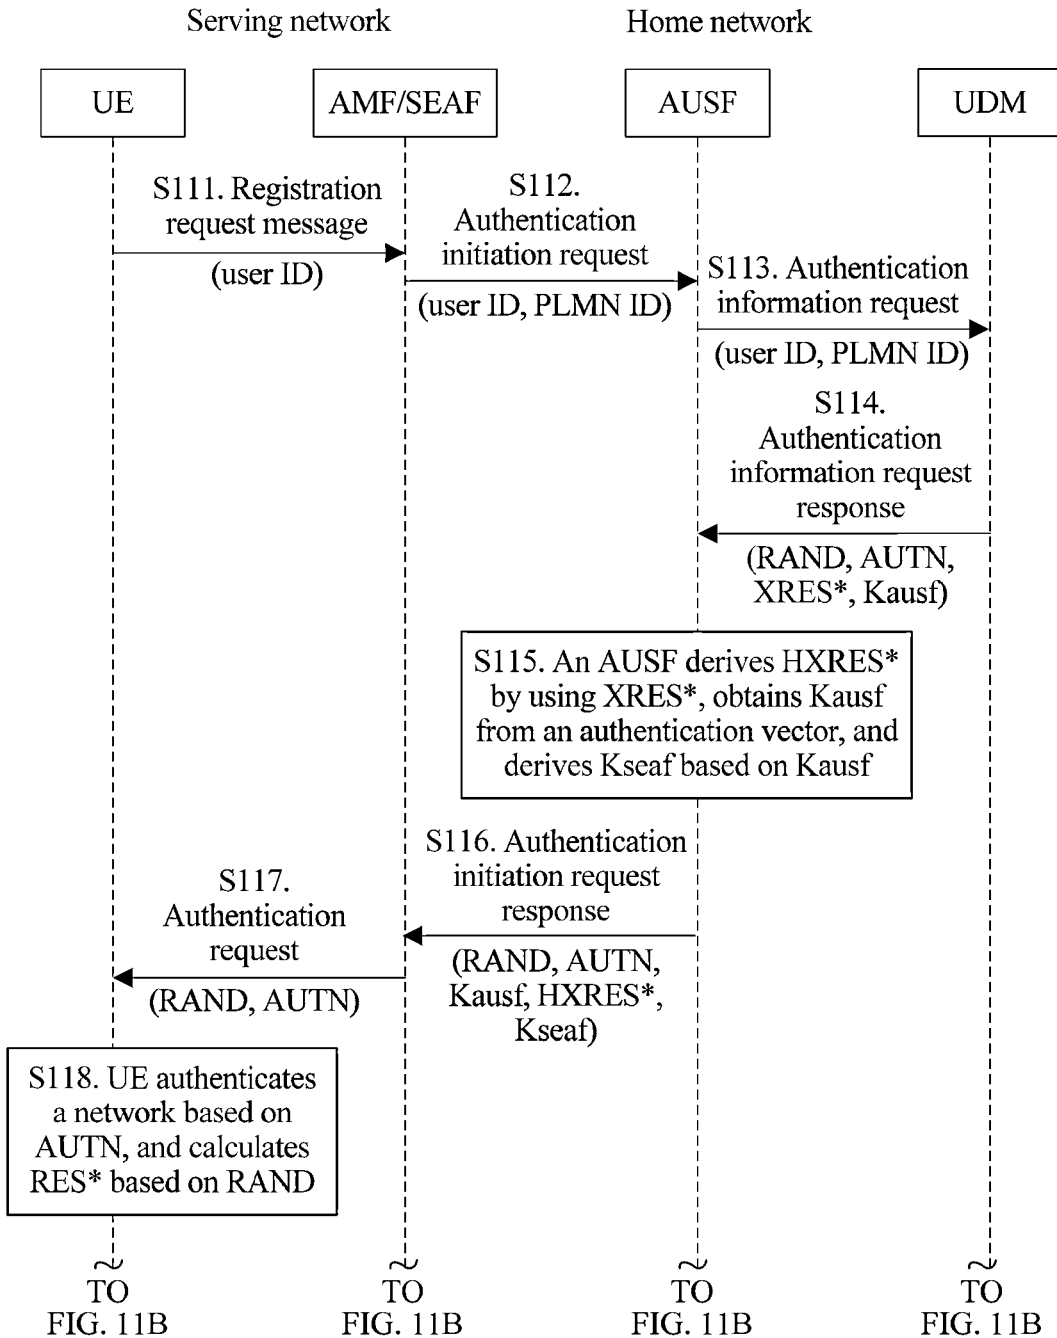 Serving network
Home network
UE
AMF/SEAF
AUSF
UDM
S111. Registration
request message
(user ID)
S112.
Authentication
initiation request
(user ID, PLMN ID)
S113. Authentication
information request
(user ID, PLMN ID)
S114.
Authentication
information request
response
(RAND, AUTN,
XRES*, Kausf)
S115. An AUSF derives HXRES*
by using XRES*, obtains Kausf
from an authentication vector, and
derives Kseaf based on Kausf
S116. Authentication
initiation request
response
(RAND, AUTN,
Kausf, HXRES*,
Kseaf)
S117.
Authentication
request
(RAND, AUTN)
S118. UE authenticates
a network based on
AUTN, and calculates
RES* based on RAND
TO
FIG. 11B
TO
FIG. 11B
TO
FIG. 11B
TO
FIG. 11B